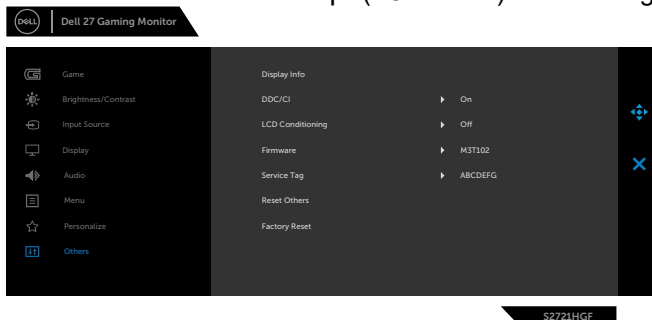 DELL Dell 27 Gaming Monitor
Game Display Info
Brightness/Contrast DDC/CI On
Input Source LCD Conditioning Off
Display Firmware M3T102
Audio Service Tag ABCDEFG
Menu Reset Others
Personalize Factory Reset
Others
S2721HGF